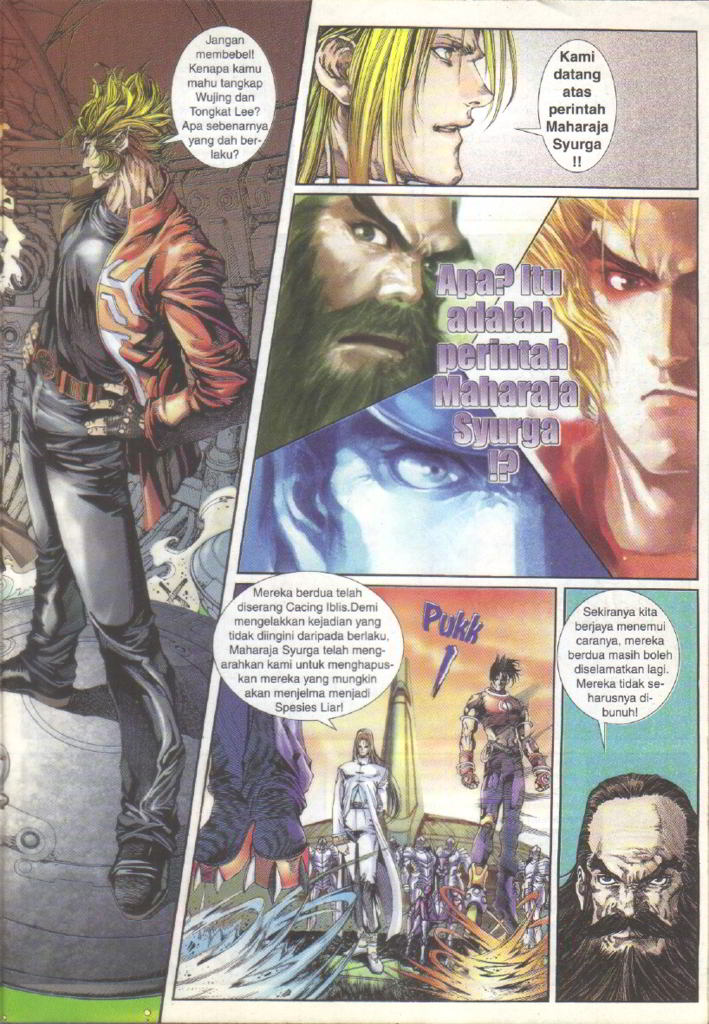 Jangan
membebel!
Kenapa kamu
mahu tangkap
Wujing dan
Tongkat Lee?
Apa sebenarnya
yang dah ber-
laku?
Kami
datang
atas
perintah
Maharaja
Syurga
!!
Apa? Itu
adalah
perintah
Maharaja
Syurga
!?
Mereka berdua telah
diserang Cacing Iblis.Demi
mengelakkan kejadian yang
tidak diingini daripada berlaku,
Maharaja Syurga telah meng-
arahkan kami untuk menghapus-
kan mereka yang mungkin
akan menjelma menjadi
Spesies Liar!
Pukk
!
Sekiranya kita
berjaya menemui
caranya, mereka
berdua masih boleh
diselamatkan lagi.
Mereka tidak se-
harusnya di-
bunuh!